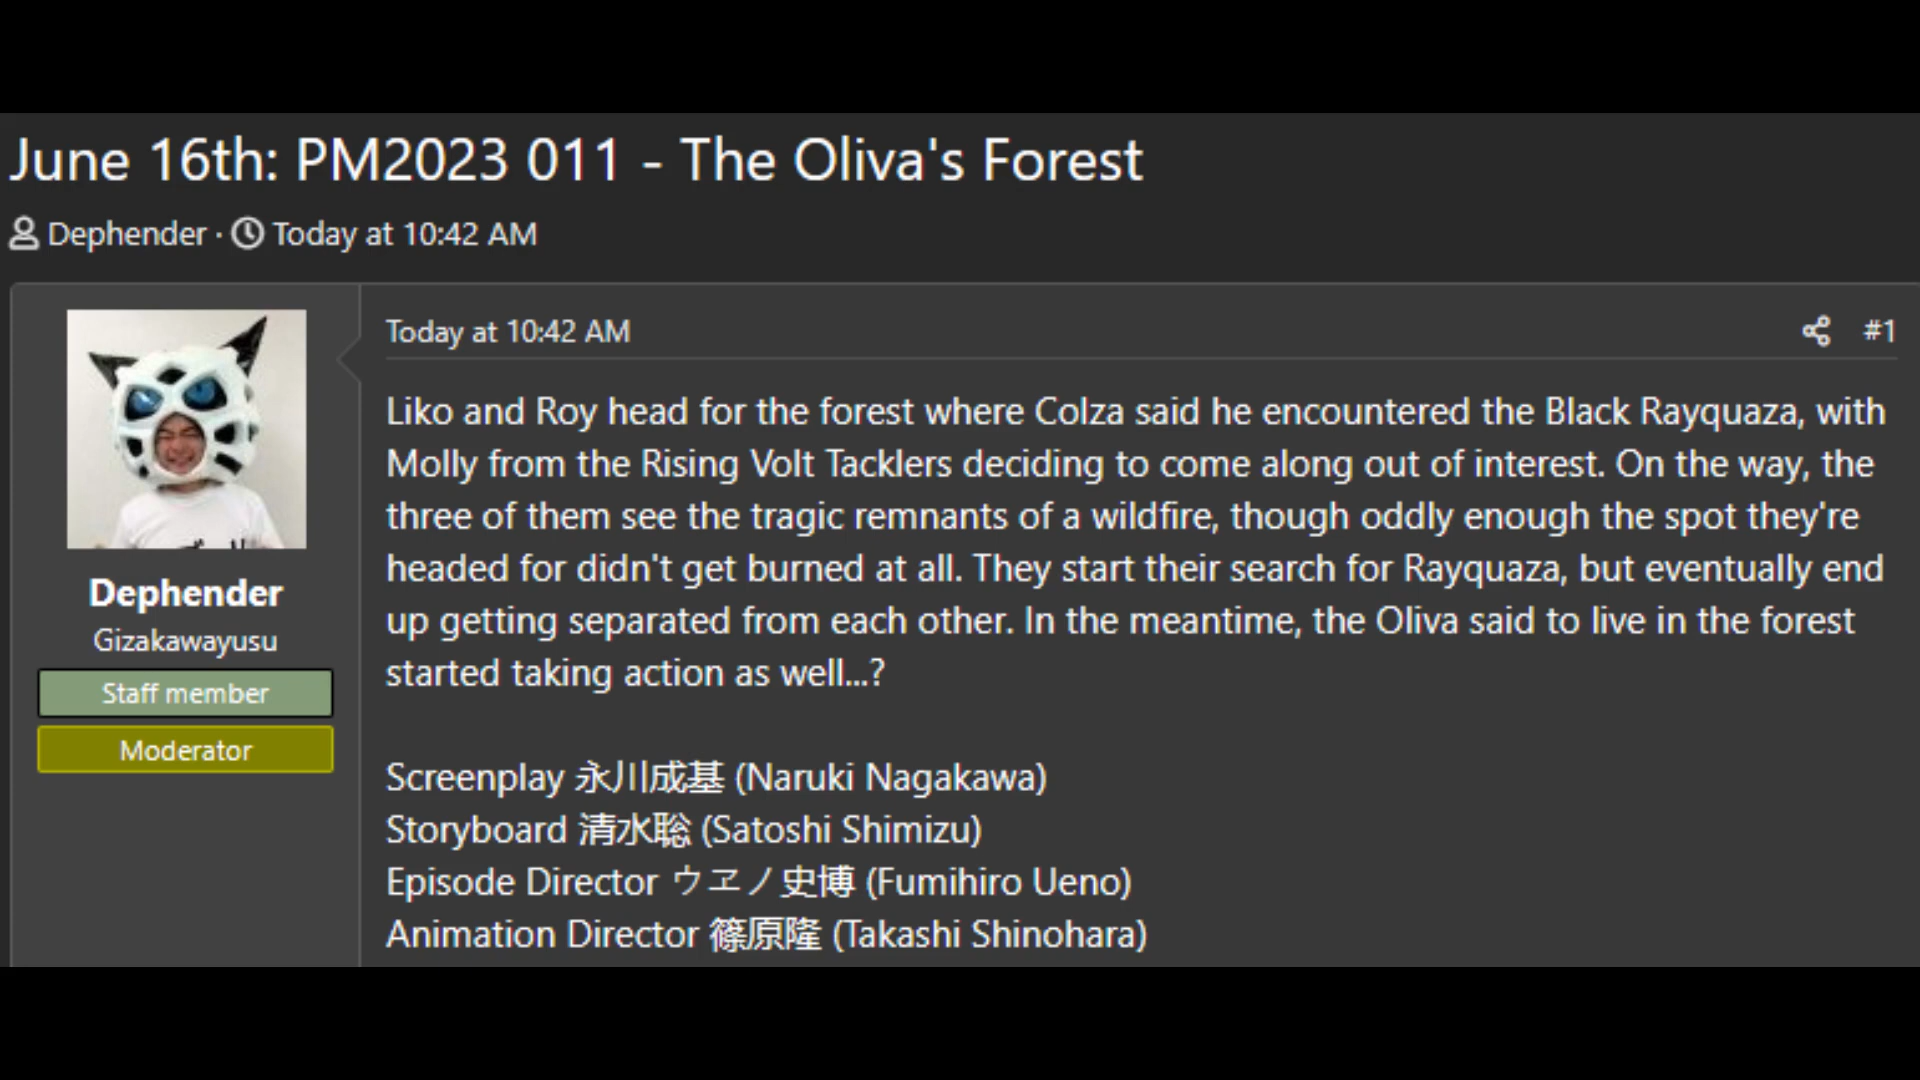 June 16th: PM2023 011 - The Oliva's Forest
Dephender · Today at 10:42 AM
Today at 10:42 AM #1
Dephender
Gizakawayusu
Staff member
Moderator
Liko and Roy head for the forest where Colza said he encountered the Black Rayquaza, with
Molly from the Rising Volt Tacklers deciding to come along out of interest. On the way, the
three of them see the tragic remnants of a wildfire, though oddly enough the spot they're
headed for didn't get burned at all. They start their search for Rayquaza, but eventually end
up getting separated from each other. In the meantime, the Oliva said to live in the forest
started taking action as well...?
Screenplay 永川成基 (Naruki Nagakawa)
Storyboard 清水聡 (Satoshi Shimizu)
Episode Director ウヱノ史博 (Fumihiro Ueno)
Animation Director 篠原隆 (Takashi Shinohara)